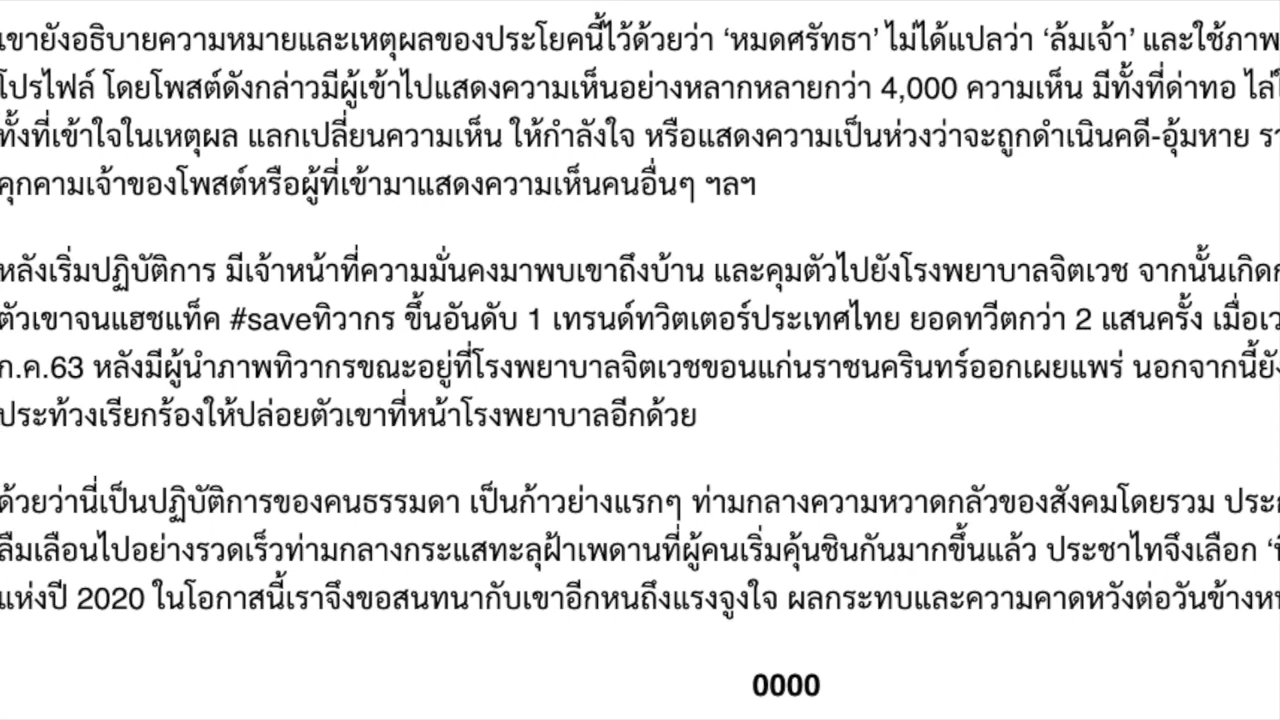 เขายังอธิบายความหมายและเหตุผลของประโยคนี้ไว้ด้วยว่า ‘หมดศรัทธา’ ไม่ได้แปลว่า ‘ล้มเจ้า’ และใช้ภาพ
โปรไฟล์ โดยโพสต์ดังกล่าวมีผู้เข้าไปแสดงความเห็นอย่างหลากหลายกว่า 4,000 ความเห็น มีทั้งที่ด่าทอ
ทั้งที่เข้าใจในเหตุผล แลกเปลี่ยนความเห็น ให้กำลังใจ หรือแสดงความเป็นห่วงว่าจะถูกดำเนินคดี-อุ้มหาย
คุกคามเจ้าของโพสต์หรือผู้ที่เข้ามาแสดงความเห็นคนอื่นๆ ฯลฯ
หลังเริ่มปฏิบัติการ มีเจ้าหน้าที่ความมั่นคงมาพบเขาถึงบ้าน และคุมตัวไปยังโรงพยาบาลจิตเวช จากนั้นเกิด
ตัวเขาจนแฮชแท็ค #saveทิวากร ขึ้นอันดับ 1 เทรนด์ทวิตเตอร์ประเทศไทย ยอดทวีตกว่า 2 แสนครั้ง เมื่อ
ก.ค.63 หลังมีผู้นำภาพทิวากรขณะอยู่ที่โรงพยาบาลจิตเวชขอนแก่นราชนครินทร์ออกเผยแพร่ นอกจากนี้ยัง
ประท้วงเรียกร้องให้ปล่อยตัวเขาที่หน้าโรงพยาบาลอีกด้วย
ด้วยว่านี่เป็นปฏิบัติการของคนธรรมดา เป็นก้าวย่างแรกๆ ท่ามกลางความหวาดกลัวของสังคมโดยรวม
ลืมเลือนไปอย่างรวดเร็วท่ามกลางกระแสทะลุฝ้าเพดานที่ผู้คนเริ่มคุ้นชินกันมากขึ้นแล้ว ประชาไทจึงเลือก
แห่งปี 2020 ในโอกาสนี้เราจึงขอสนทนากับเขาอีกหนถึงแรงจูงใจ ผลกระทบและความคาดหวังต่อวันข้าง
0000